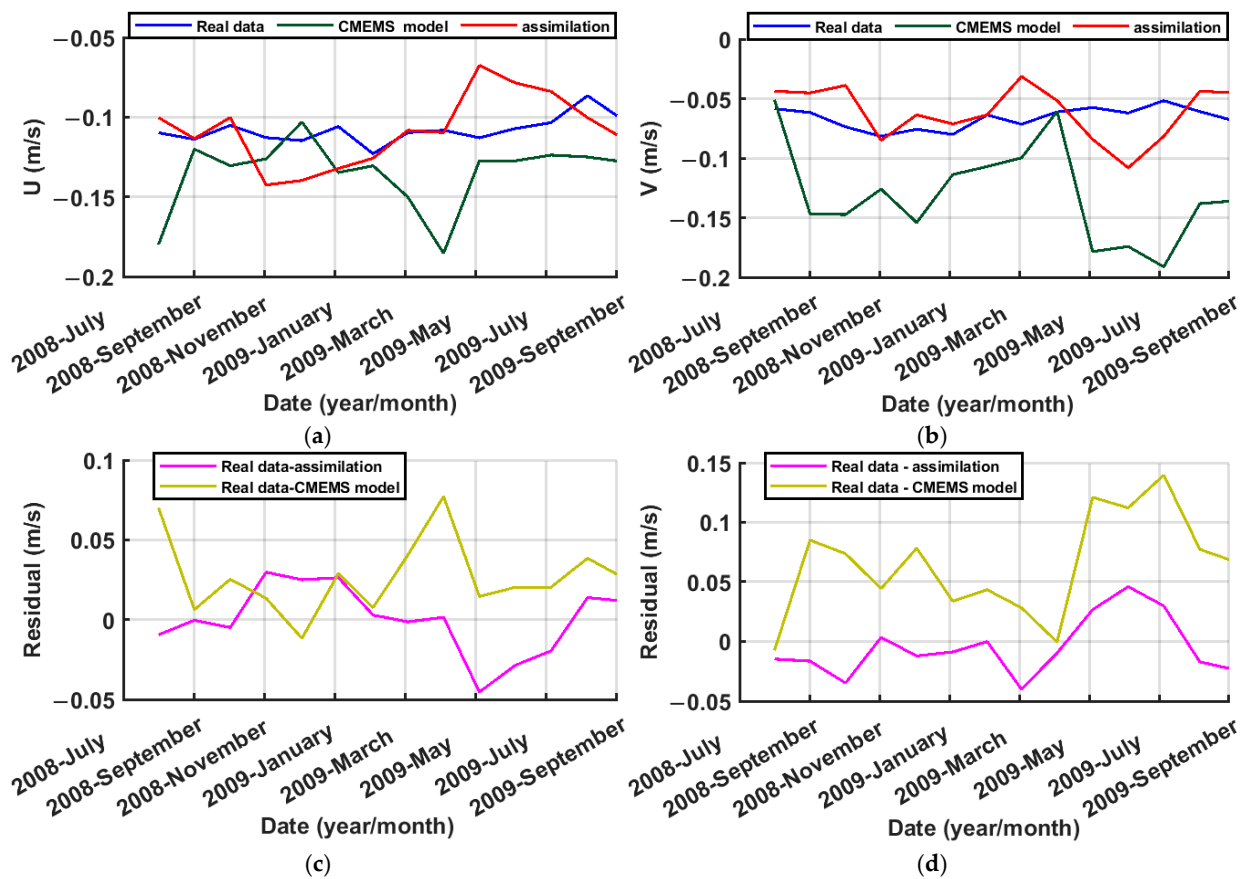 Real data CMEMS model assimilation
−0.05
−0.1
−0.15
−0.2
U (m/s)
2008-July
2008-September
2008-November
2009-January
2009-March
2009-May
2009-July
2009-September
Date (year/month)
(a)
Real data CMEMS model assimilation
0
−0.05
−0.1
−0.15
−0.2
V (m/s)
2008-July
2008-September
2008-November
2009-January
2009-March
2009-May
2009-July
2009-September
Date (year/month)
(b)
Real data-assimilation
Real data-CMEMS model
0.1
0.05
0
−0.05
Residual (m/s)
2008-July
2008-September
2008-November
2009-January
2009-March
2009-May
2009-July
2009-September
Date (year/month)
(c)
Real data - assimilation
Real data - CMEMS model
0.15
0.1
0.05
0
−0.05
Residual (m/s)
2008-July
2008-September
2008-November
2009-January
2009-March
2009-May
2009-July
2009-September
Date (year/month)
(d)